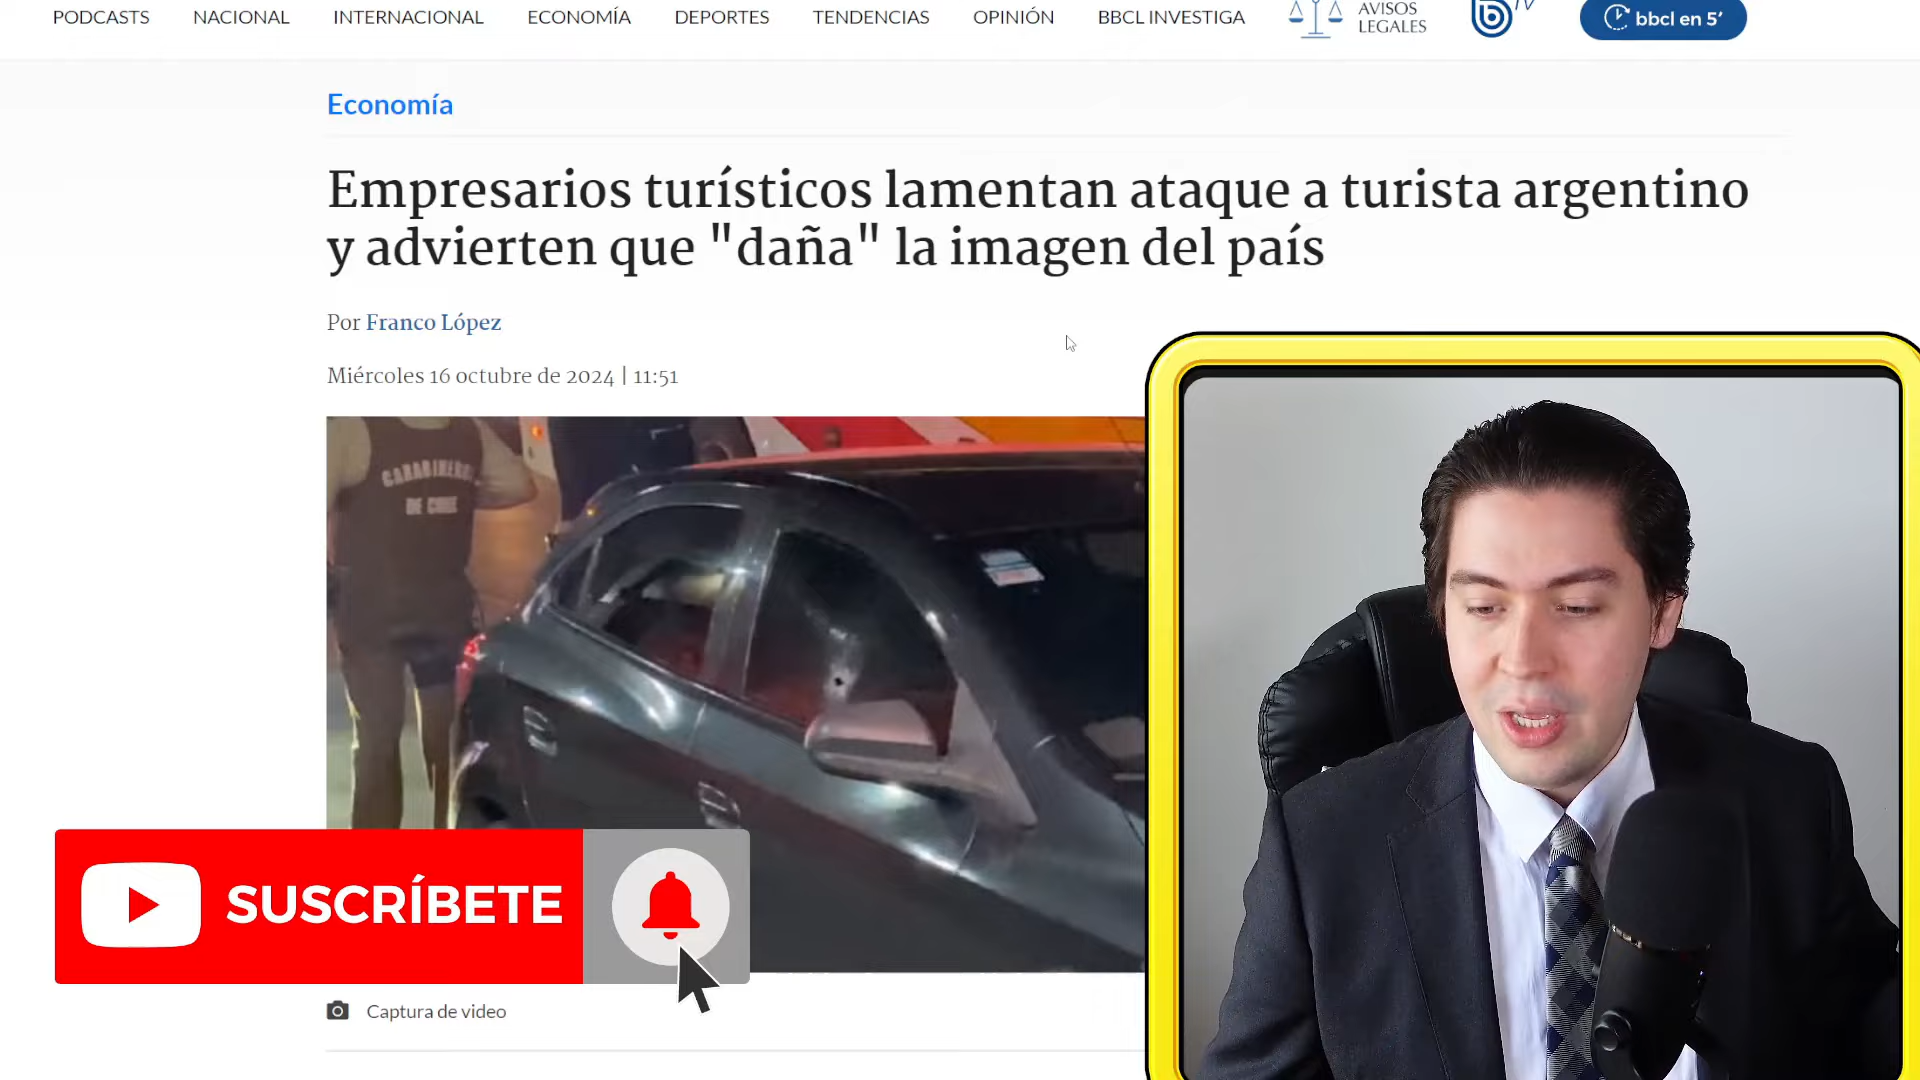 PODCASTS NACIONAL INTERNACIONAL ECONOMÍA DEPORTES TENDENCIAS OPINIÓN BBCL INVESTIGA AVISOS LEGALES b TV bbcl en 5'
Economía
Empresarios turísticos lamentan ataque a turista argentino
y advierten que "daña" la imagen del país
Por Franco López
Miércoles 16 octubre de 2024 | 11:51
CARABINEROS
DE CHILE
SUSCRÍBETE
Captura de video